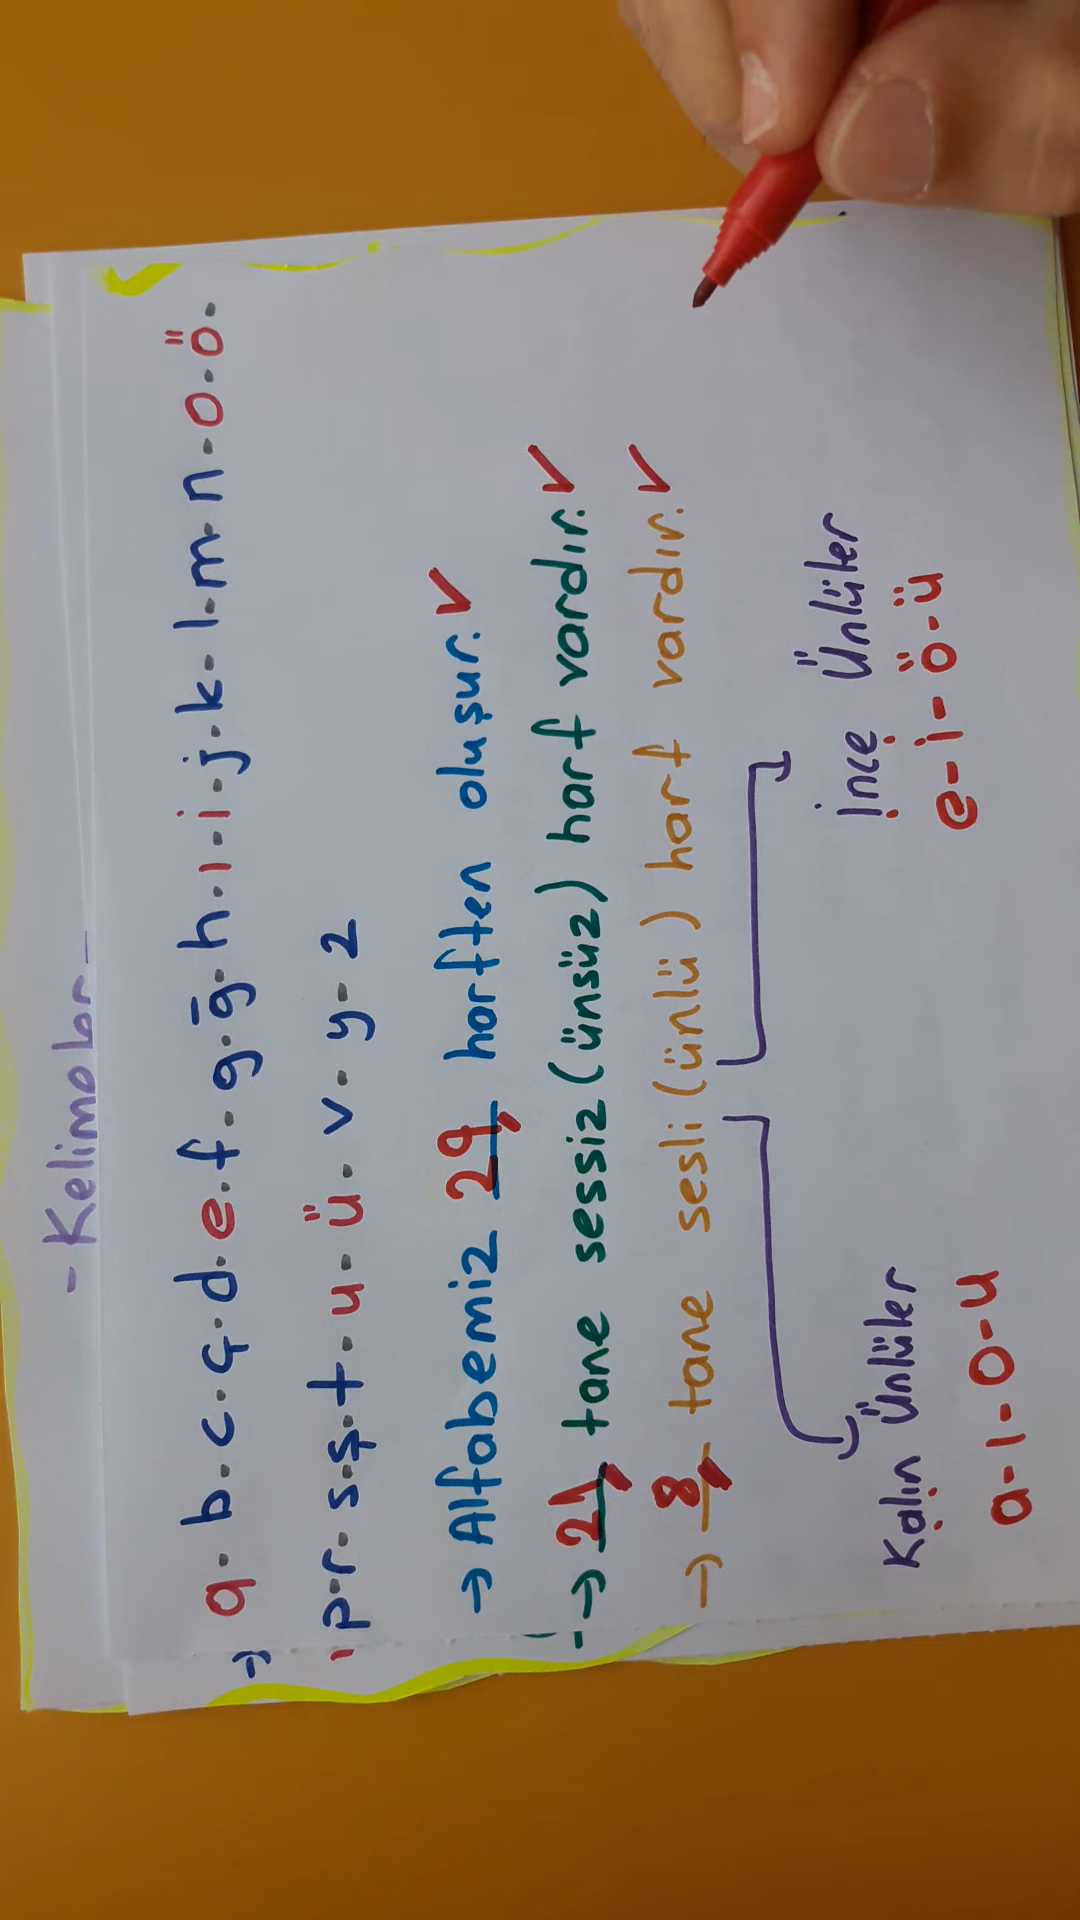 - Kelimeler -
→ a. b. c. ç. d. e. f. g. ğ. h. ı. i. j. k. l. m. n. o. ö.
p. r. s. ş. t. u. ü. v. y. z
→ Alfabemiz 29 harften oluşur. ✓
→ 21 tane sessiz (ünsüz) harf vardır. ✓
→ 8 tane sesli (ünlü) harf vardır. ✓
Kalın Ünlüler
a - ı - o - u
İnce Ünlüler
e - i - ö - ü